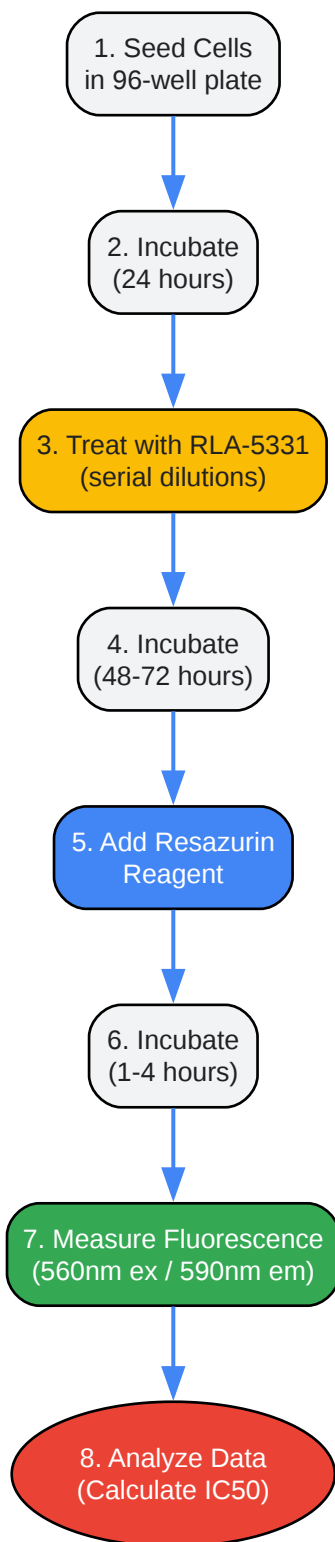 1. Seed Cells
in 96-well plate
2. Incubate
(24 hours)
3. Treat with RLA-5331
(serial dilutions)
4. Incubate
(48-72 hours)
5. Add Resazurin
Reagent
6. Incubate
(1-4 hours)
7. Measure Fluorescence
(560nm ex / 590nm em)
8. Analyze Data
(Calculate IC50)